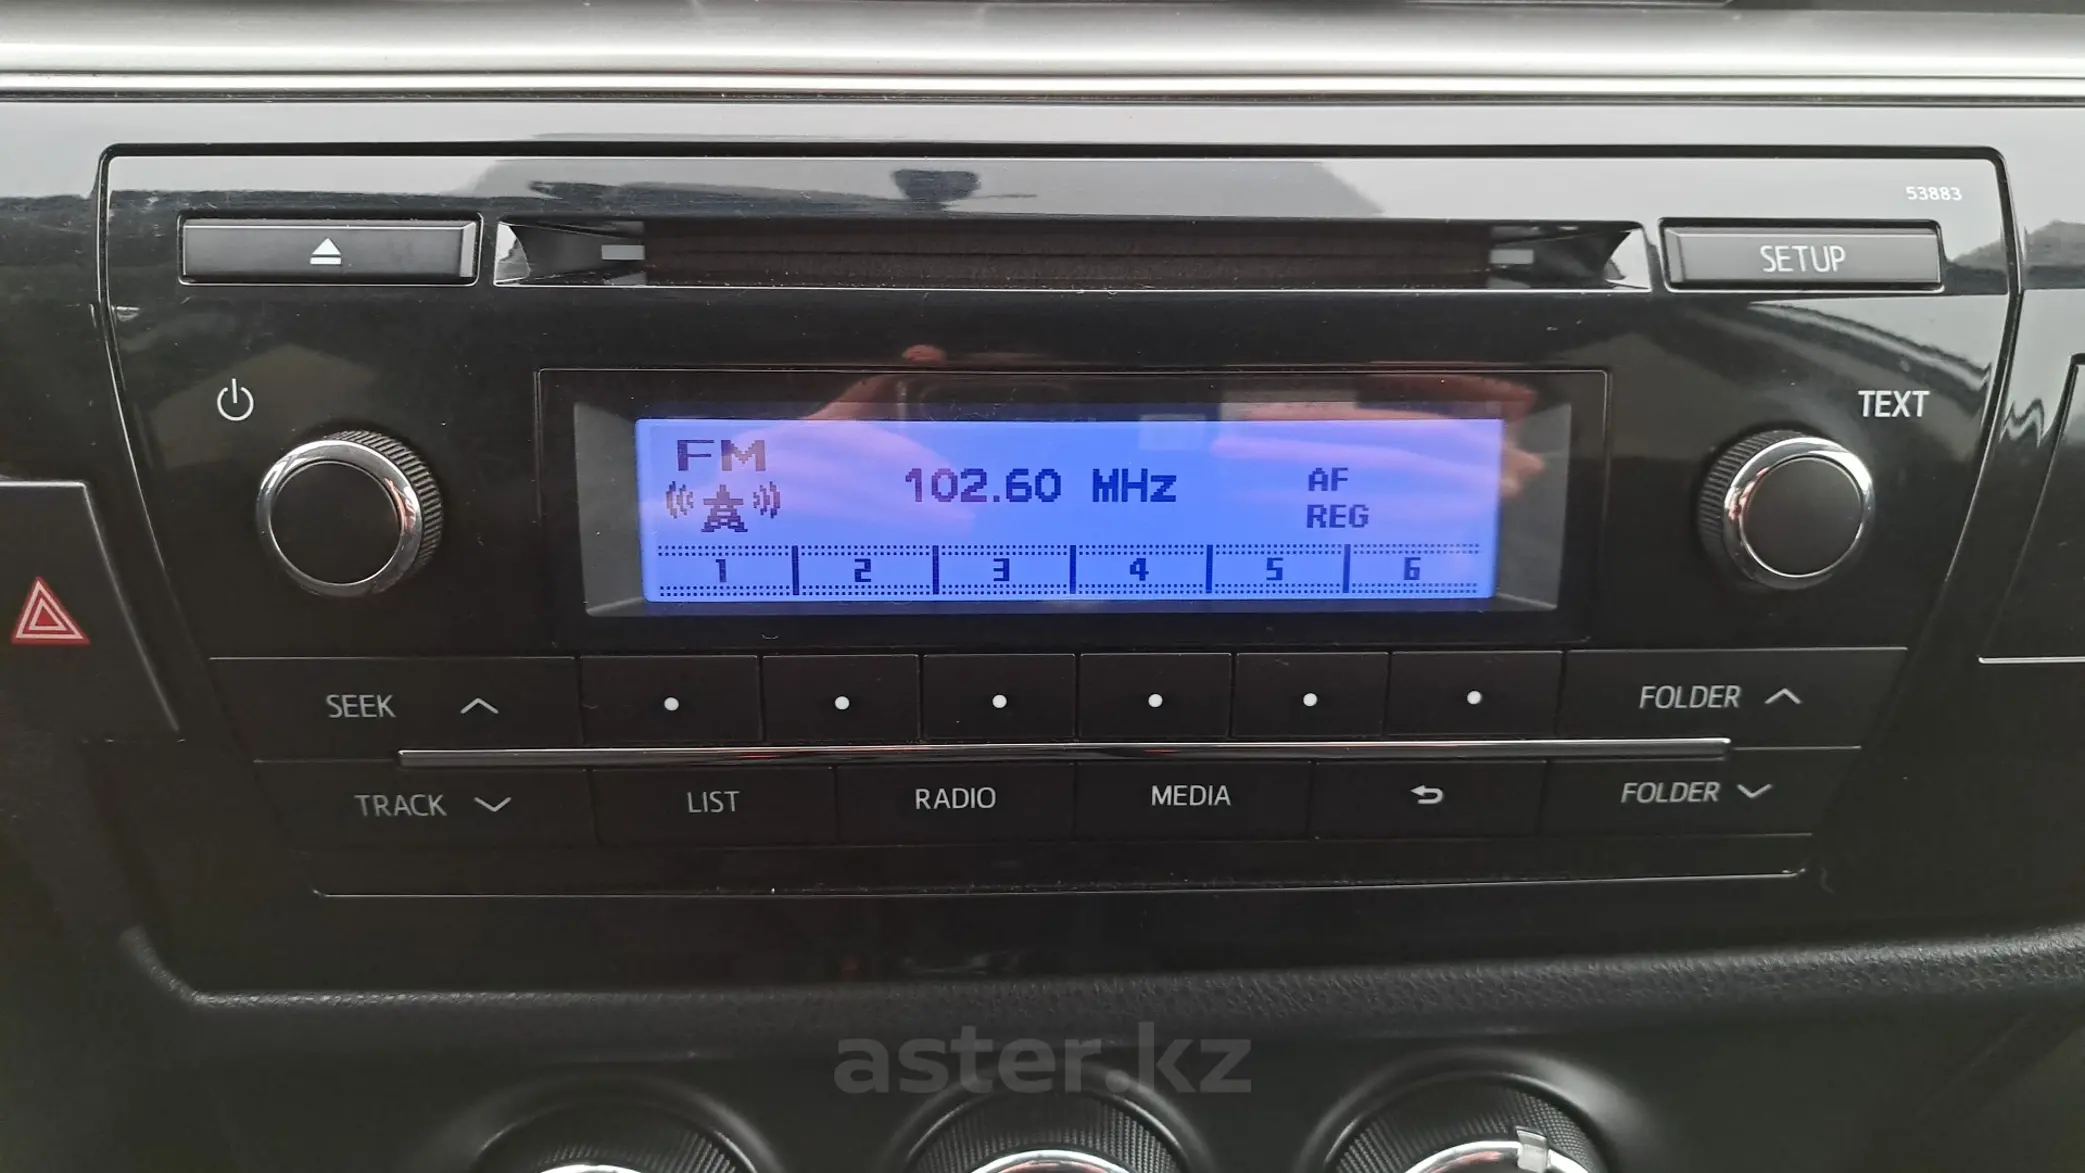 53883
SETUP
TEXT
FM
102.60 MHz
AF
REG
1 2 3 4 5 6
SEEK
FOLDER
TRACK
LIST
RADIO
MEDIA
FOLDER
aster.kz